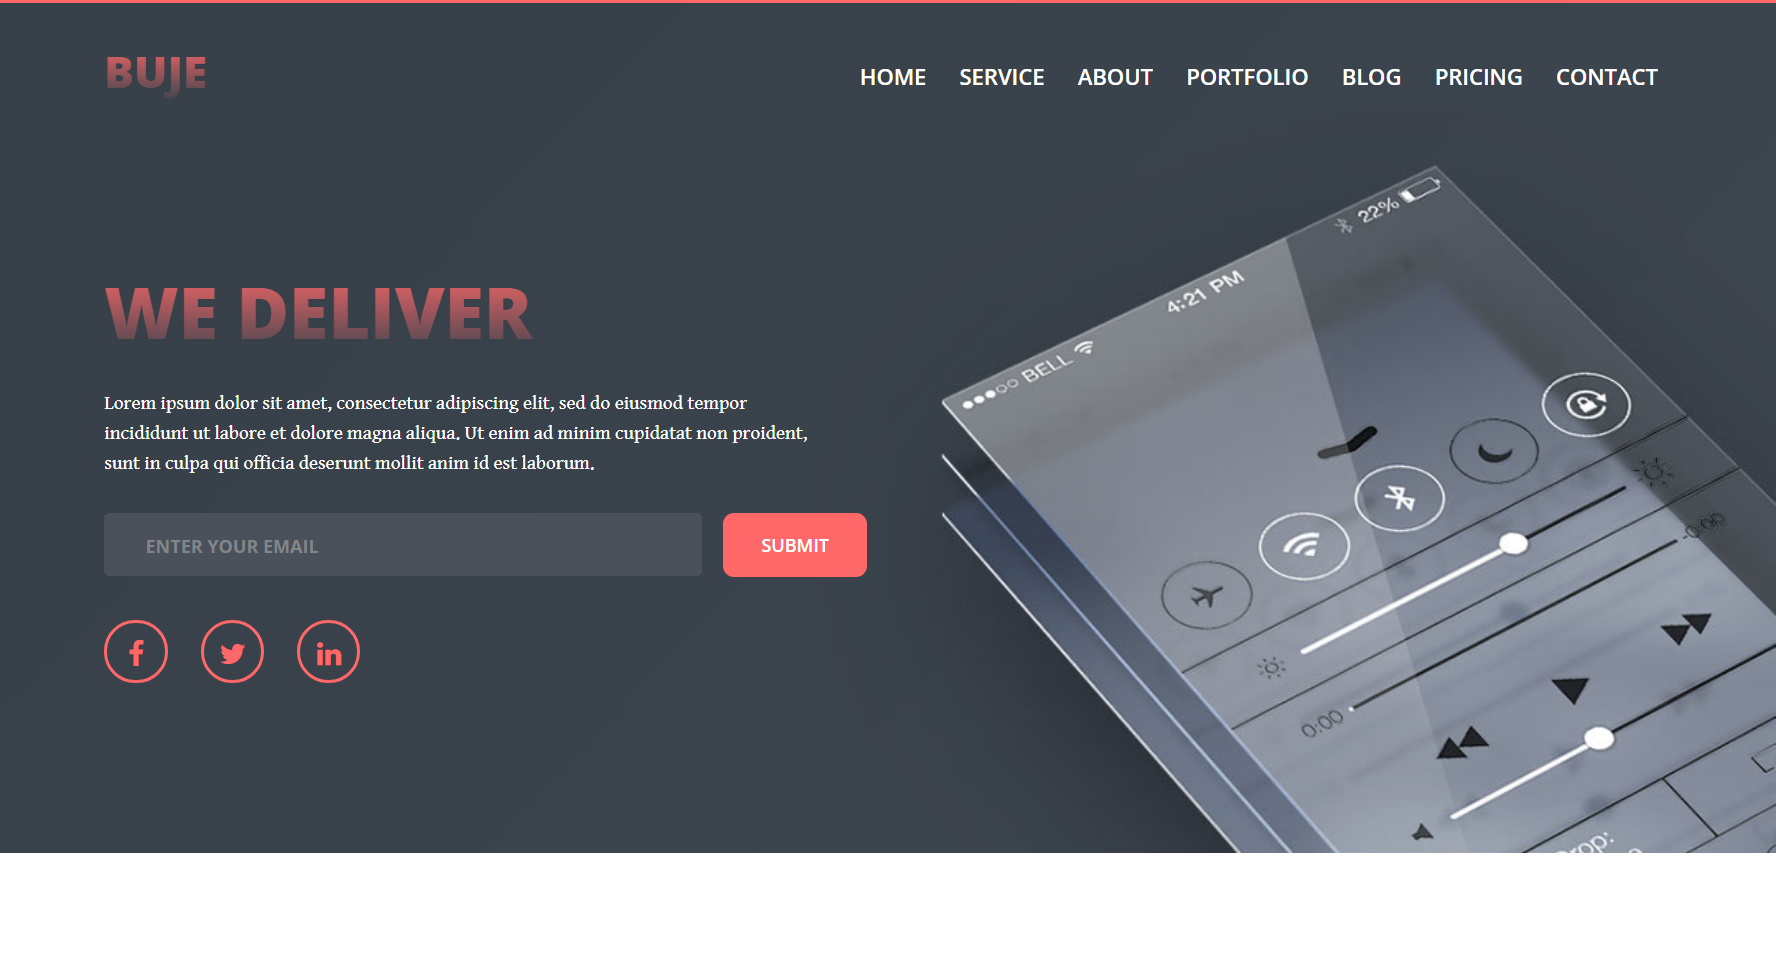 BUJE
HOME SERVICE ABOUT PORTFOLIO BLOG PRICING CONTACT
22%
4:21 PM
BELL
WE DELIVER
Lorem ipsum dolor sit amet, consectetur adipiscing elit, sed do eiusmod tempor
incididunt ut labore et dolore magna aliqua. Ut enim ad minim cupidatat non proident,
sunt in culpa qui officia deserunt mollit anim id est laborum.
ENTER YOUR EMAIL
SUBMIT
-0:00
0:00